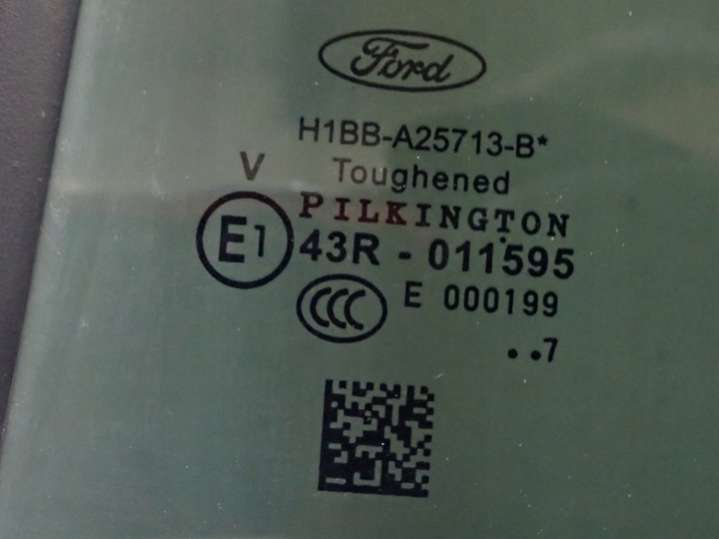 Ford
H1BB-A25713-B*
V Toughened
PILKINGTON
E1 43R - 011595
CCC E 000199
..7